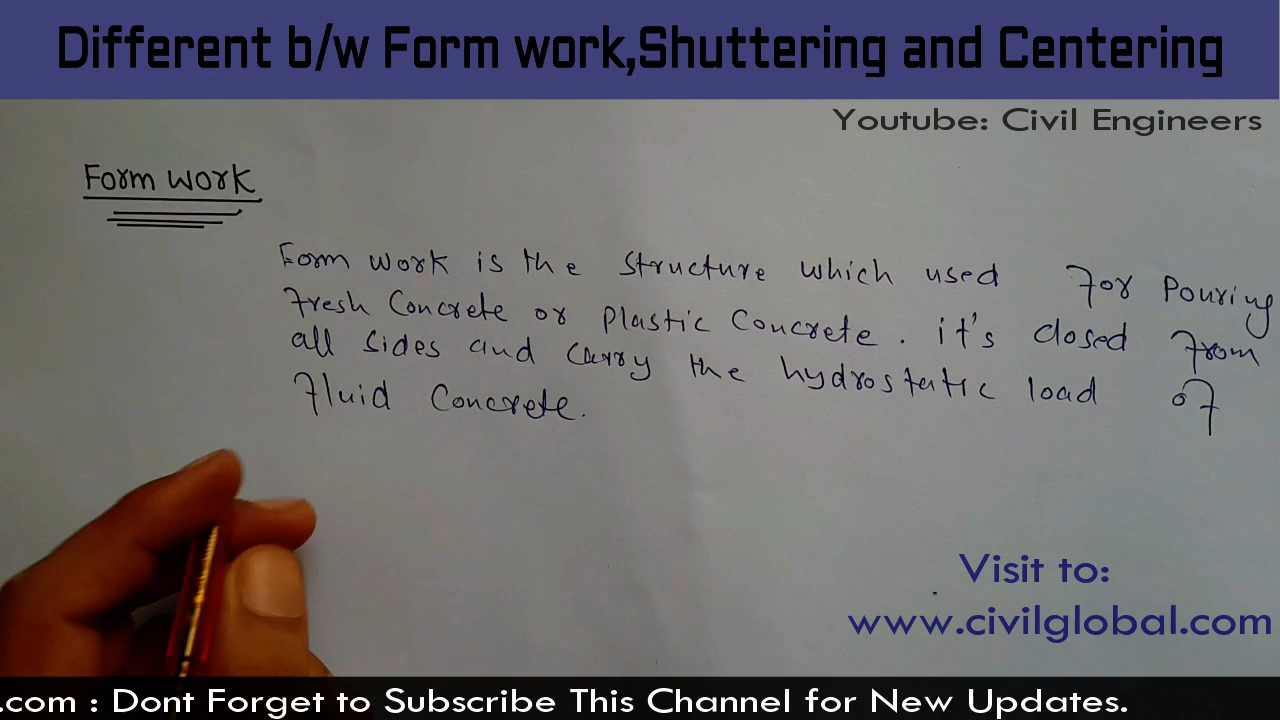 Different b/w Form work,Shuttering and Centering
Youtube: Civil Engineers
Form work
Form work is the structure which used for pouring
fresh concrete or plastic concrete. it's closed from
all sides and carry the hydrostatic load of
fluid concrete.
Visit to:
www.civilglobal.com
.com : Dont Forget to Subscribe This Channel for New Updates.